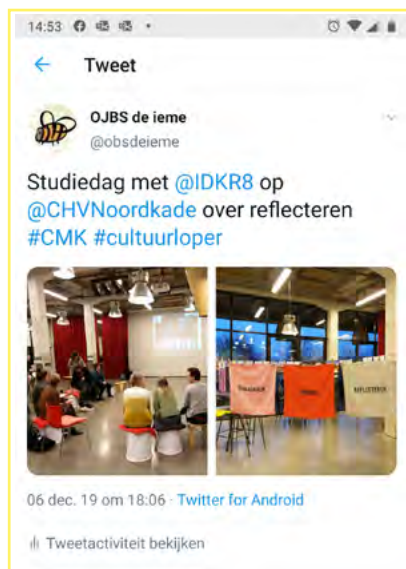 14:53
Tweet
OJBS de ieme
@obsdeieme
Studiedag met @IDKR8 op
@CHVNoordkade over reflecteren
#CMK #cultuurloper
REFLECTEREN
06 dec. 19 om 18:06 · Twitter for Android
Tweetactiviteit bekijken